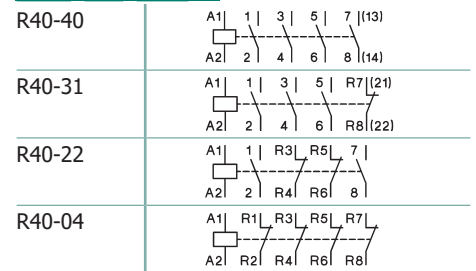 R40-40
A1 1 3 5 7 (13)
A2 2 4 6 8 (14)
R40-31
A1 1 3 5 R7 (21)
A2 2 4 6 R8 (22)
R40-22
A1 1 R3 R5 7
A2 2 R4 R6 8
R40-04
A1 R1 R3 R5 R7
A2 R2 R4 R6 R8